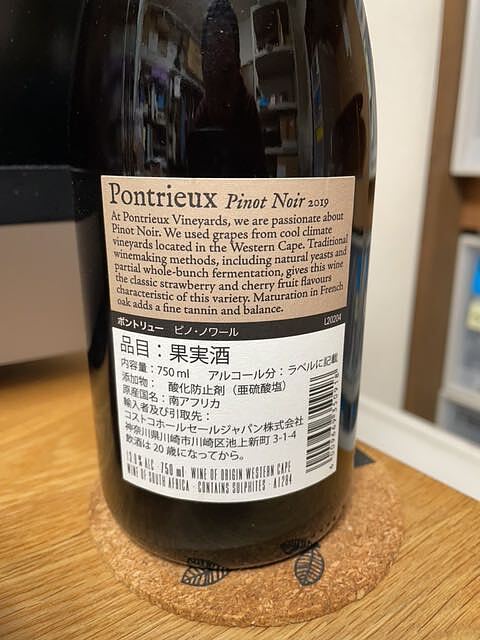 Pontrieux Pinot Noir 2019
At Pontrieux Vineyards, we are passionate about
Pinot Noir. We used grapes from cool climate
vineyards located in the Western Cape. Traditional
winemaking methods, including natural yeasts and
partial whole-bunch fermentation, gives this wine
the classic strawberry and cherry fruit flavours
characteristic of this variety. Maturation in French
oak adds a fine tannin and balance.
ポントリュー ピノ・ノワール L20204
品目：果実酒
内容量：750 ml アルコール分：ラベルに記載
添加物： 酸化防止剤（亜硫酸塩）
原産国名：南アフリカ
輸入者及び引取先：
コストコホールセールジャパン株式会社
神奈川県川崎市川崎区池上新町 3-1-4
飲酒は 20 歳になってから。
% ALC · 750 ml · WINE OF ORIGIN WESTERN CAPE
WINE OF SOUTH AFRICA · CONTAINS SULPHITES · A1284